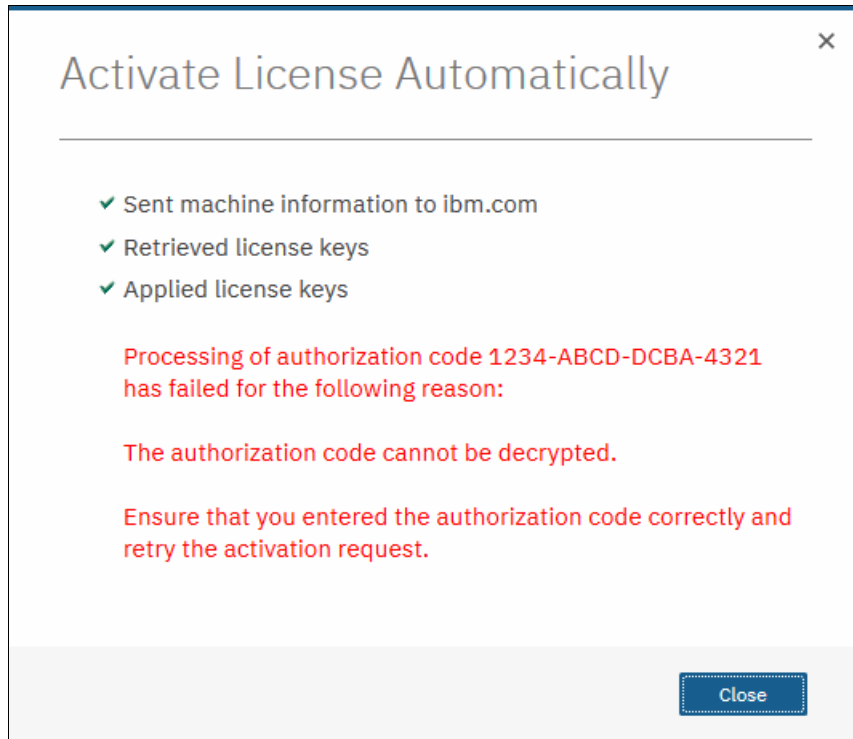 Activate License Automatically
Sent machine information to ibm.com
Retrieved license keys
Applied license keys
Processing of authorization code 1234-ABCD-DCBA-4321
has failed for the following reason:
The authorization code cannot be decrypted.
Ensure that you entered the authorization code correctly and
retry the activation request.
Close